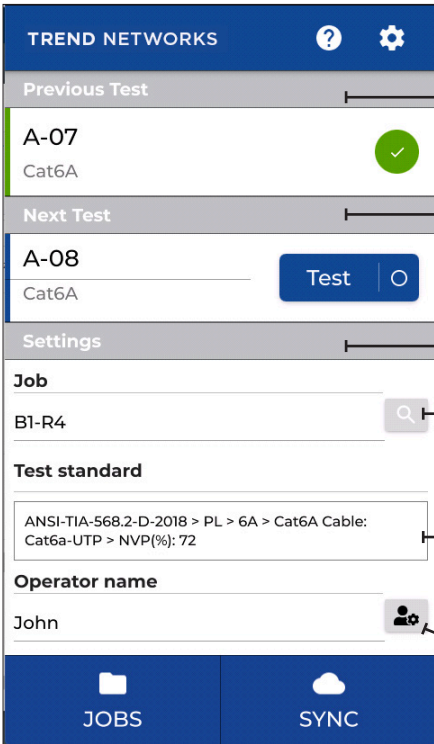 TREND NETWORKS
Previous Test
A-07
Cat6A
Next Test
A-08
Cat6A
Test
Settings
Job
B1-R4
Test standard
ANSI-TIA-568.2-D-2018 > PL > 6A > Cat6A Cable:
Cat6a-UTP > NVP(%): 72
Operator name
John
JOBS
SYNC